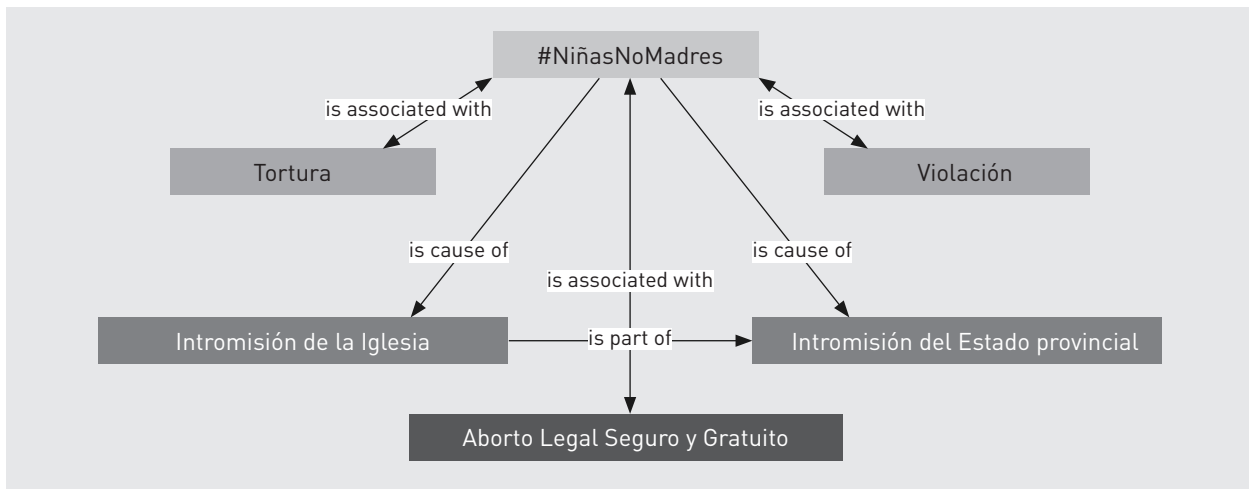 #NiñasNoMadres
is associated with
is associated with
Tortura
Violación
is cause of
is cause of
is associated with
Intromisión de la Iglesia
is part of
Intromisión del Estado provincial
Aborto Legal Seguro y Gratuito